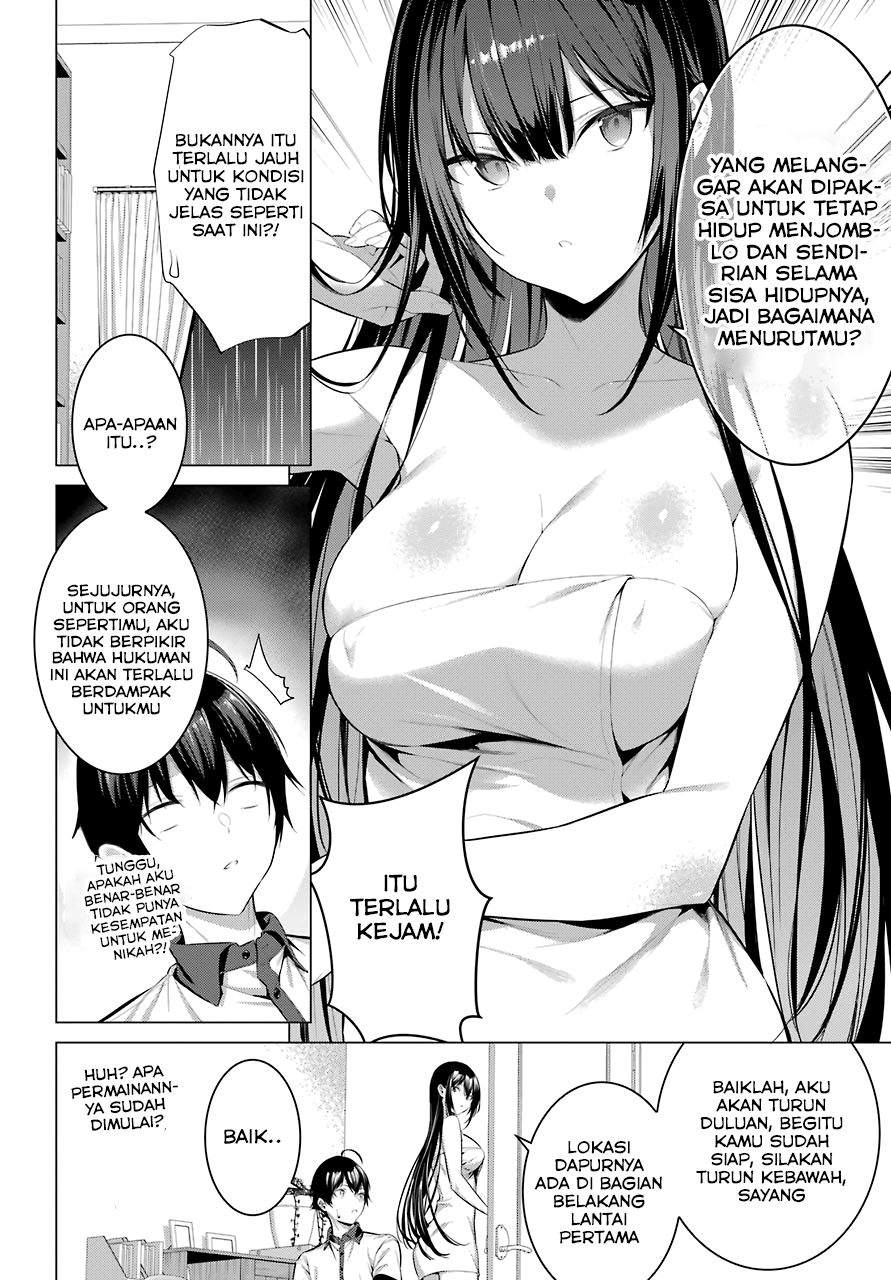 YANG MELANG-
GAR AKAN DIPAK-
SA UNTUK TETAP
HIDUP MENJOMB-
LO DAN SENDI-
RIAN SELAMA
SISA HIDUPNYA,
JADI BAGAIMANA
MENURUTMU?
BUKANNYA ITU
TERLALU JAUH
UNTUK KONDISI
YANG TIDAK
JELAS SEPERTI
SAAT INI?!
APA-APAAN
ITU..?
SEJUJURNYA,
UNTUK ORANG
SEPERTIMU, AKU
TIDAK BERPIKIR
BAHWA HUKUMAN
INI AKAN TERLALU
BERDAMPAK
UNTUKMU
TUNGGU,
APAKAH AKU
BENAR-BENAR
TIDAK PUNYA
KESEMPATAN
UNTUK ME-
NIKAH?!
ITU
TERLALU
KEJAM!
BAIKLAH, AKU
AKAN TURUN
DULUAN, BEGITU
KAMU SUDAH
SIAP, SILAKAN
TURUN KEBAWAH,
SAYANG
LOKASI
DAPURNYA
ADA DI BAGIAN
BELAKANG
LANTAI
PERTAMA
BAIK..
HUH? APA
PERMAINANN-
YA SUDAH
DIMULAI?